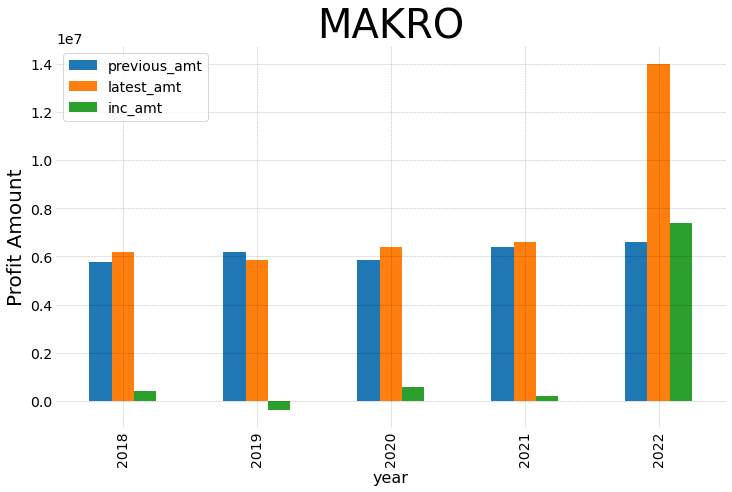 MAKRO
1e7
previous_amt
latest_amt
inc_amt
1.4
1.2
1.0
0.8
0.6
0.4
0.2
0.0
Profit Amount
2018
2019
2020
2021
2022
year